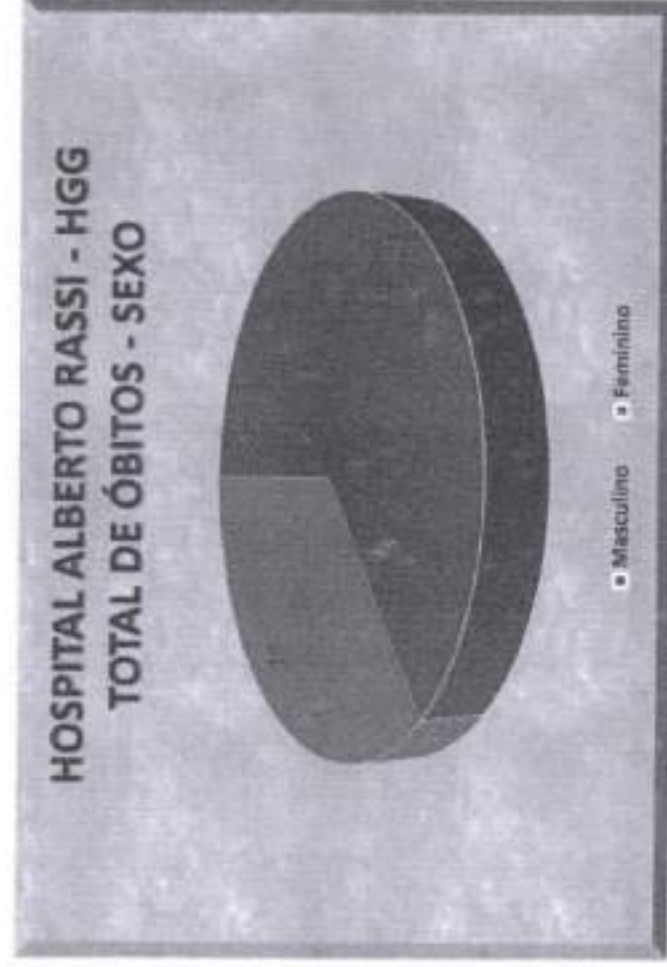 HOSPITAL ALBERTO RASSI - HGG
TOTAL DE ÓBITOS - SEXO
Masculino Feminino